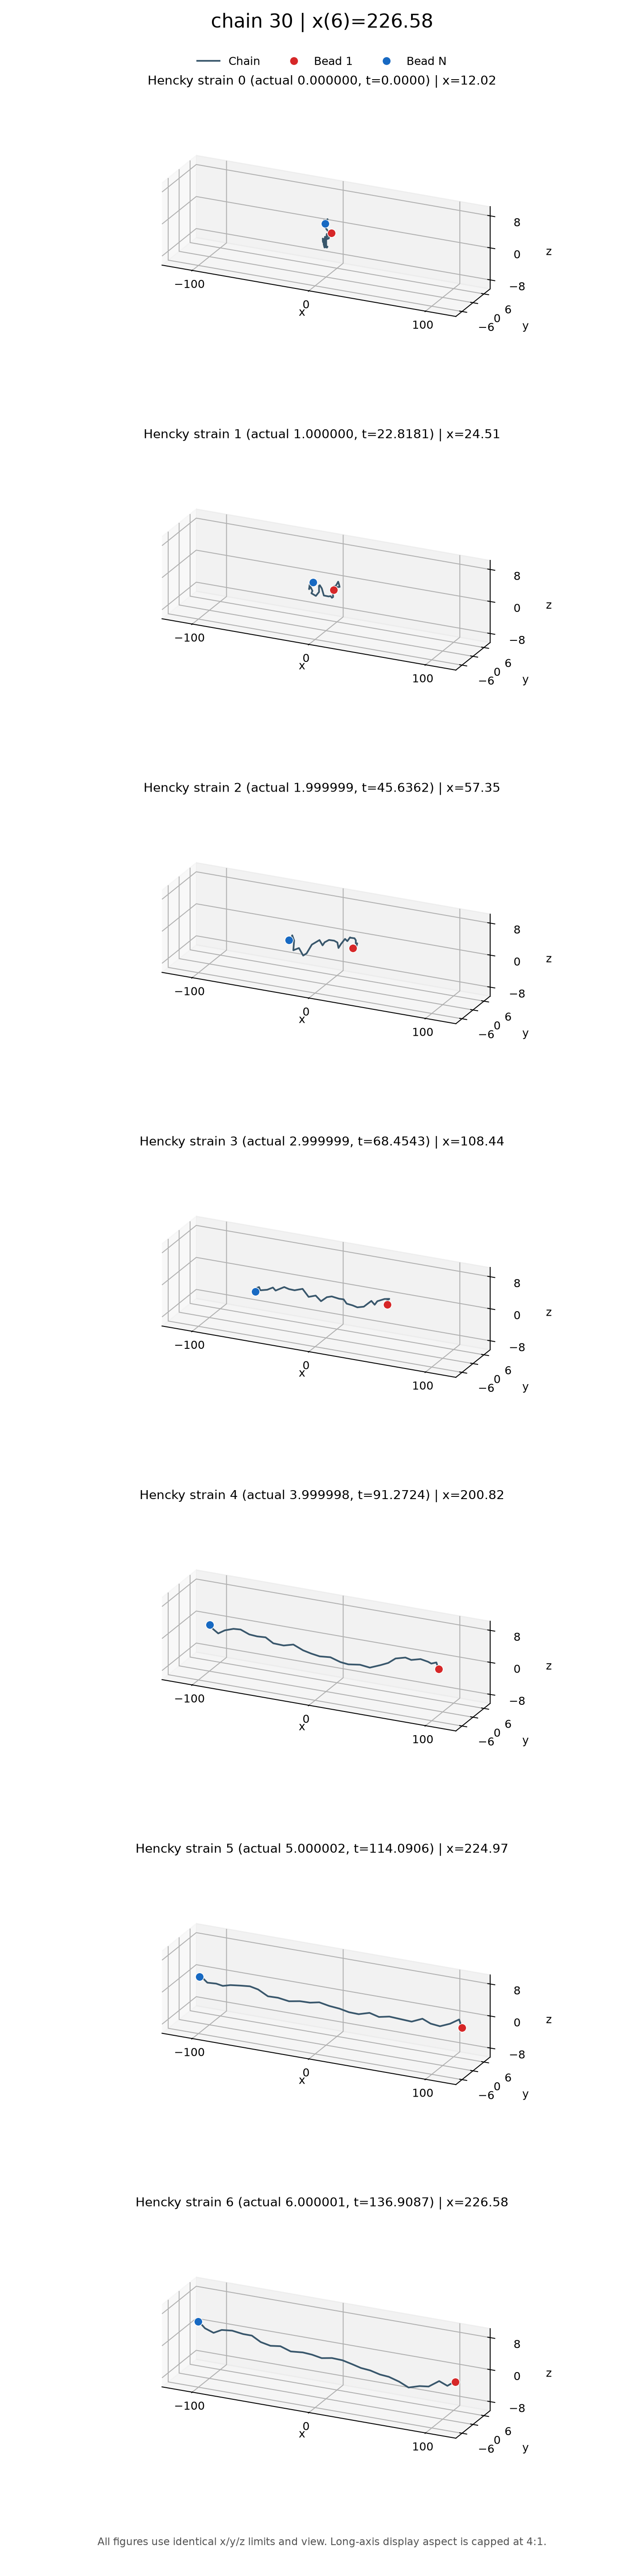 chain 30 | x(6)=226.58
Chain Bead 1 Bead N
Hencky strain 0 (actual 0.000000, t=0.0000) | x=12.02
8
0
z
−8
−100
0
x
100
−6
0
6
y
Hencky strain 1 (actual 1.000000, t=22.8181) | x=24.51
8
0
z
−8
−100
0
x
100
−6
0
6
y
Hencky strain 2 (actual 1.999999, t=45.6362) | x=57.35
8
0
z
−8
−100
0
x
100
−6
0
6
y
Hencky strain 3 (actual 2.999999, t=68.4543) | x=108.44
8
0
z
−8
−100
0
x
100
−6
0
6
y
Hencky strain 4 (actual 3.999998, t=91.2724) | x=200.82
8
0
z
−8
−100
0
x
100
−6
0
6
y
Hencky strain 5 (actual 5.000002, t=114.0906) | x=224.97
8
0
z
−8
−100
0
x
100
−6
0
6
y
Hencky strain 6 (actual 6.000001, t=136.9087) | x=226.58
8
0
z
−8
−100
0
x
100
−6
0
6
y
All figures use identical x/y/z limits and view. Long-axis display aspect is capped at 4:1.